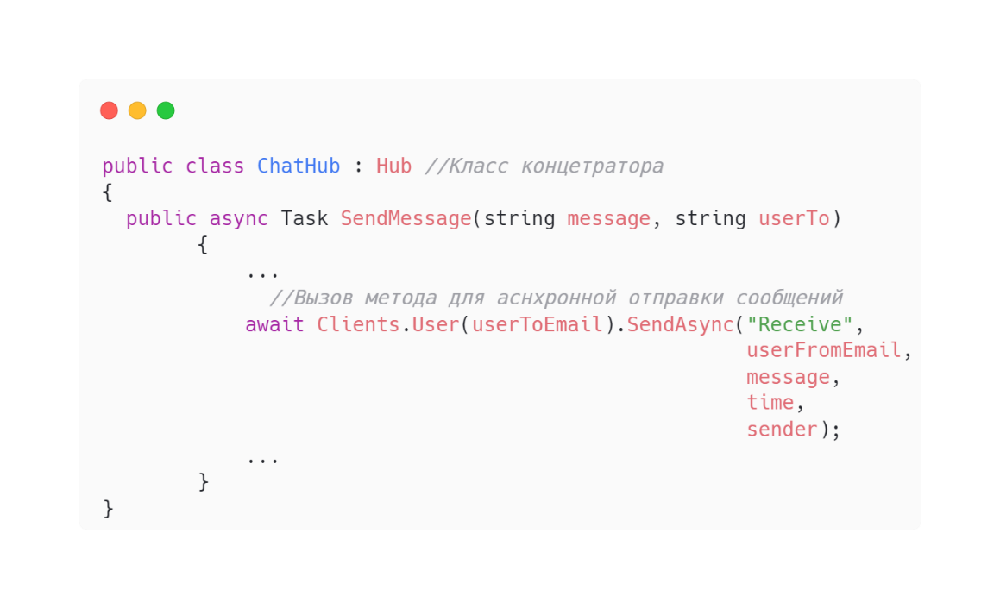 public class ChatHub : Hub //Класс концетратора
{
public async Task SendMessage(string message, string userTo)
{
...
//Вызов метода для аснхронной отправки сообщений
await Clients.User(userToEmail).SendAsync("Receive",
userFromEmail,
message,
time,
sender);
...
}
}